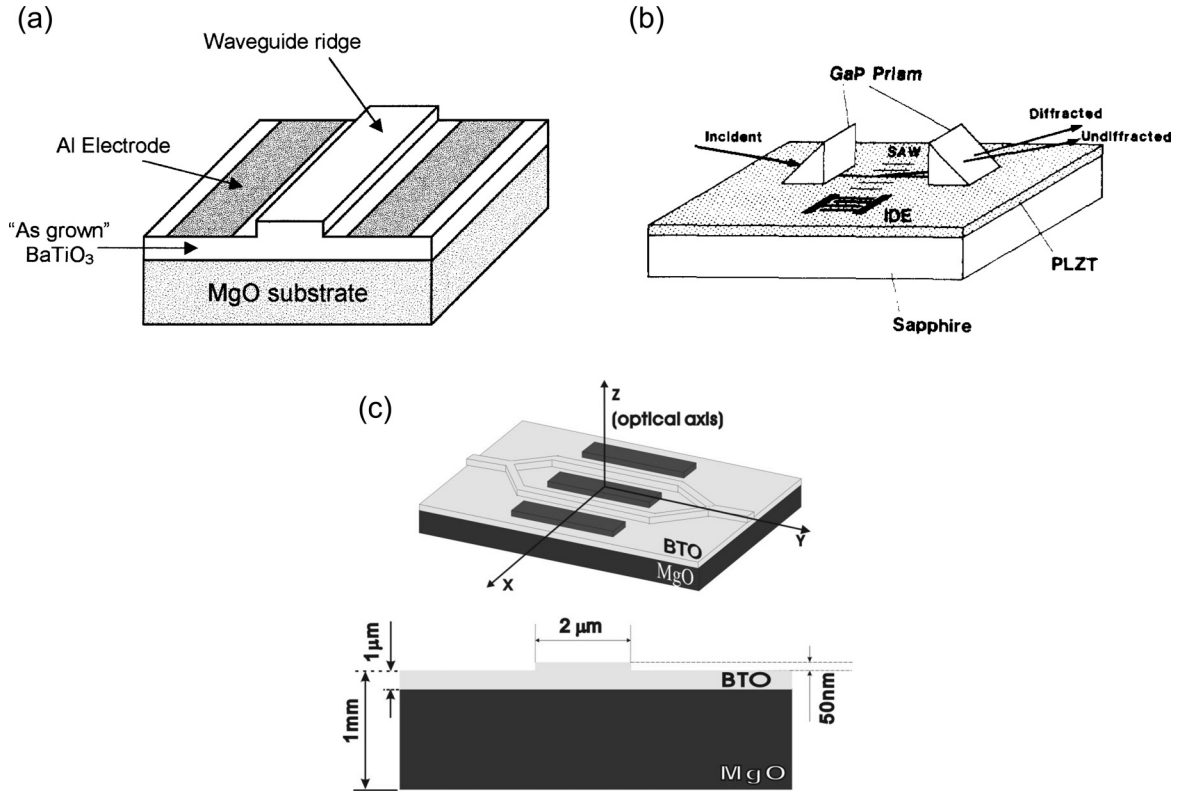 (a)
Waveguide ridge
Al Electrode
“As grown”
BaTiO₃
MgO substrate
(b)
GaP Prism
Incident
SAW
Diffracted
Undiffracted
IDE
PLZT
Sapphire
(c)
Z
(optical axis)
BTO
MgO
Y
X
2 μm
1μm
BTO
50nm
1mm
MgO